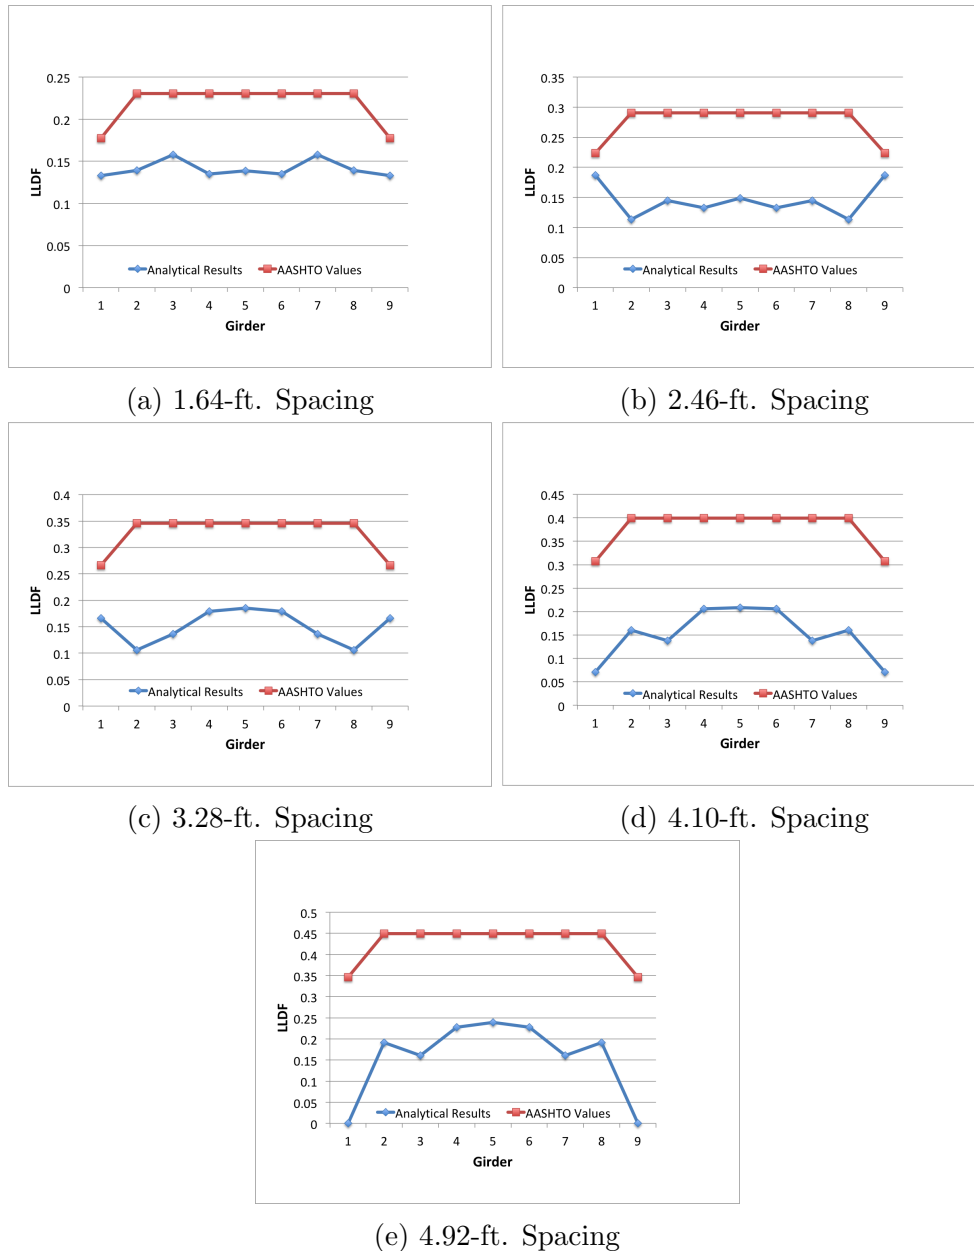 0.25
0.2
0.15
0.1
0.05
0
LLDF
Analytical Results AASHTO Values
1 2 3 4 5 6 7 8 9
Girder
(a) 1.64-ft. Spacing
0.35
0.3
0.25
0.2
0.15
0.1
0.05
0
LLDF
Analytical Results AASHTO Values
1 2 3 4 5 6 7 8 9
Girder
(b) 2.46-ft. Spacing
0.4
0.35
0.3
0.25
0.2
0.15
0.1
0.05
0
LLDF
Analytical Results AASHTO Values
1 2 3 4 5 6 7 8 9
Girder
(c) 3.28-ft. Spacing
0.45
0.4
0.35
0.3
0.25
0.2
0.15
0.1
0.05
0
LLDF
Analytical Results AASHTO Values
1 2 3 4 5 6 7 8 9
Girder
(d) 4.10-ft. Spacing
0.5
0.45
0.4
0.35
0.3
0.25
0.2
0.15
0.1
0.05
0
LLDF
Analytical Results AASHTO Values
1 2 3 4 5 6 7 8 9
Girder
(e) 4.92-ft. Spacing